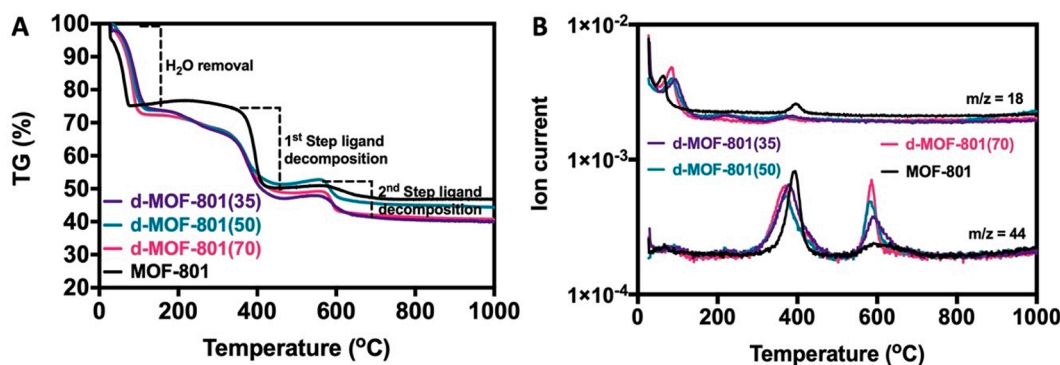 A
100
90
80
70
60
50
40
30
20
TG (%)
H₂O removal
1st Step ligand
decomposition
2nd Step ligand
decomposition
d-MOF-801(35)
d-MOF-801(50)
d-MOF-801(70)
MOF-801
0 200 400 600 800 1000
Temperature (°C)
B
1×10⁻²
1×10⁻³
1×10⁻⁴
Ion current
m/z = 18
d-MOF-801(35) d-MOF-801(70)
d-MOF-801(50) MOF-801
m/z = 44
0 200 400 600 800 1000
Temperature (°C)